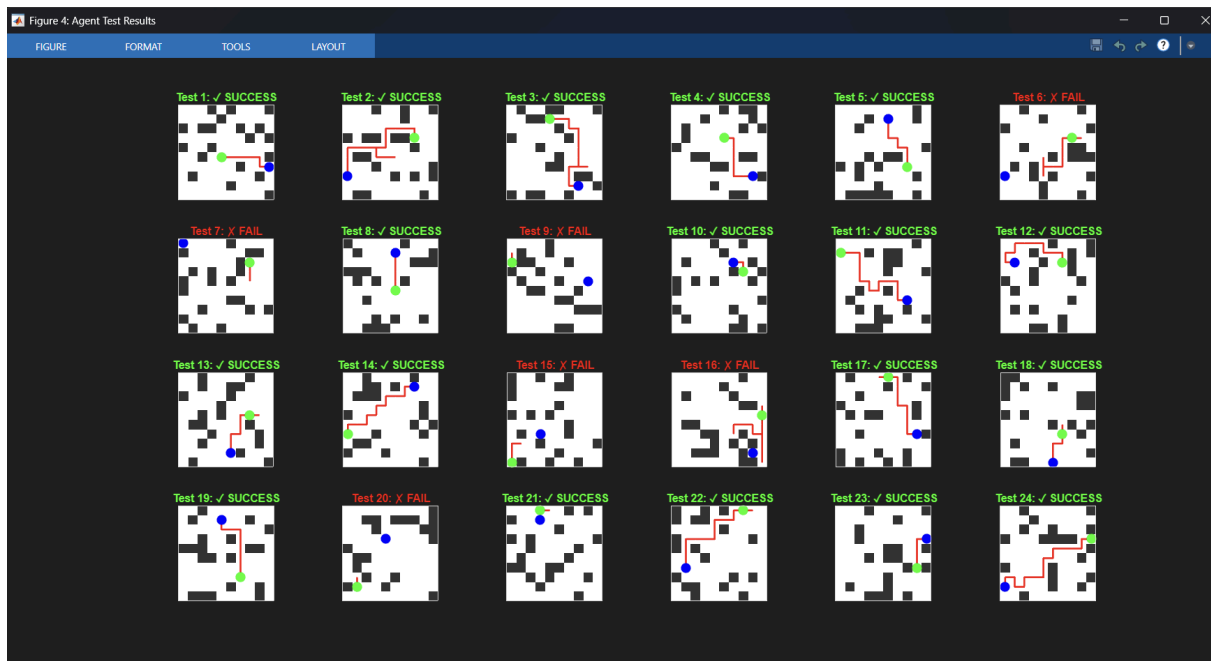 Figure 4: Agent Test Results
FIGURE FORMAT TOOLS LAYOUT
Test 1: ✓ SUCCESS
Test 2: ✓ SUCCESS
Test 3: ✓ SUCCESS
Test 4: ✓ SUCCESS
Test 5: ✓ SUCCESS
Test 6: ✗ FAIL
Test 7: ✗ FAIL
Test 8: ✓ SUCCESS
Test 9: ✗ FAIL
Test 10: ✓ SUCCESS
Test 11: ✓ SUCCESS
Test 12: ✓ SUCCESS
Test 13: ✓ SUCCESS
Test 14: ✓ SUCCESS
Test 15: ✗ FAIL
Test 16: ✗ FAIL
Test 17: ✓ SUCCESS
Test 18: ✓ SUCCESS
Test 19: ✓ SUCCESS
Test 20: ✗ FAIL
Test 21: ✓ SUCCESS
Test 22: ✓ SUCCESS
Test 23: ✓ SUCCESS
Test 24: ✓ SUCCESS